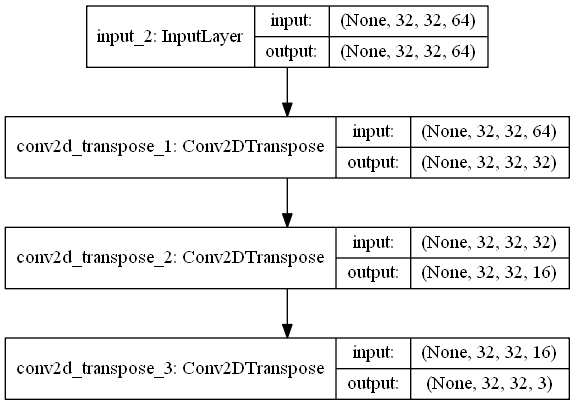 input_2: InputLayer
input: (None, 32, 32, 64)
output: (None, 32, 32, 64)
conv2d_transpose_1: Conv2DTranspose
input: (None, 32, 32, 64)
output: (None, 32, 32, 32)
conv2d_transpose_2: Conv2DTranspose
input: (None, 32, 32, 32)
output: (None, 32, 32, 16)
conv2d_transpose_3: Conv2DTranspose
input: (None, 32, 32, 16)
output: (None, 32, 32, 3)